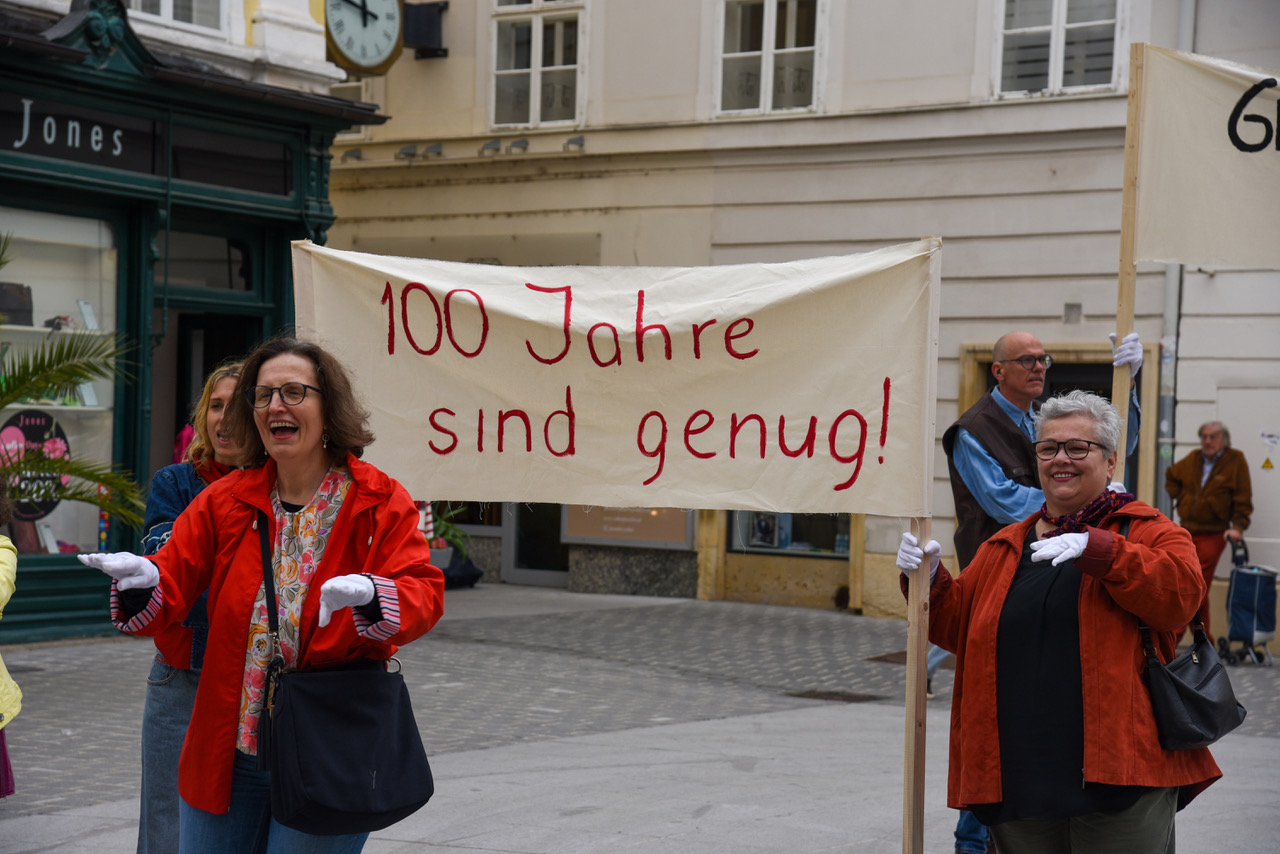 Jones
100 Jahre
sind genug!